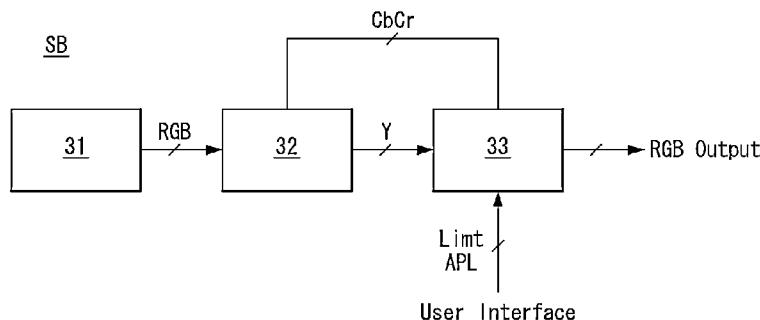 CbCr
SB
31
RGB
32
Y
33
RGB Output
Limt
APL
User Interface